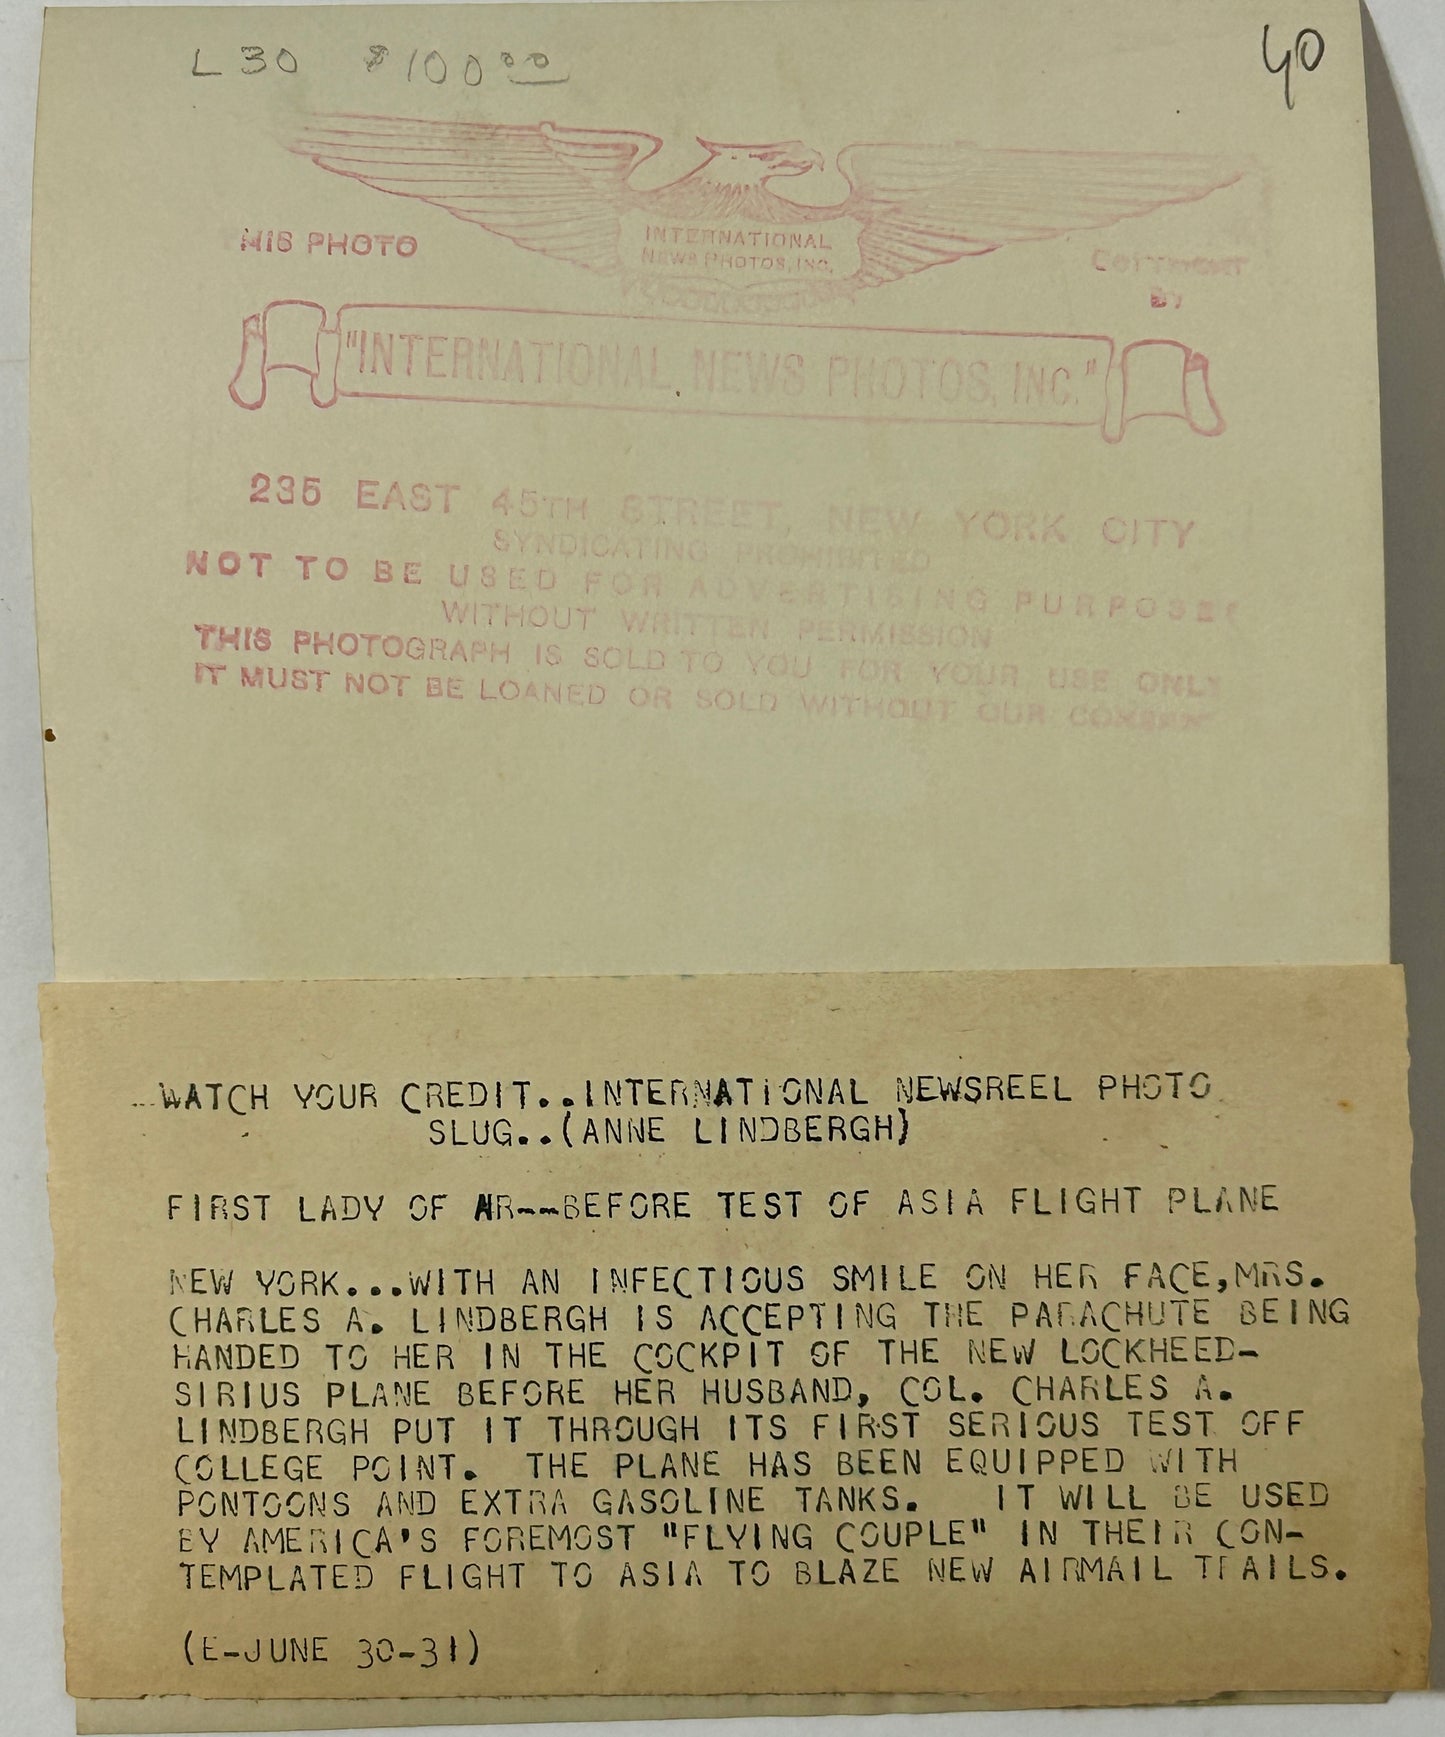 L30 $100.00
40
HIS PHOTO
INTERNATIONAL
NEWS PHOTOS, INC.
COPYRIGHT
BY
"INTERNATIONAL NEWS PHOTOS, INC."
235 EAST 45TH STREET, NEW YORK CITY
SYNDICATING PROHIBITED
NOT TO BE USED FOR ADVERTISING PURPOSES
WITHOUT WRITTEN PERMISSION
THIS PHOTOGRAPH IS SOLD TO YOU FOR YOUR USE ONLY
IT MUST NOT BE LOANED OR SOLD WITHOUT OUR CONSENT
WATCH YOUR CREDIT..INTERNATIONAL NEWSREEL PHOTO
SLUG..(ANNE LINDBERGH)
FIRST LADY OF AIR--BEFORE TEST OF ASIA FLIGHT PLANE
NEW YORK...WITH AN INFECTIOUS SMILE ON HER FACE,MRS.
CHARLES A. LINDBERGH IS ACCEPTING THE PARACHUTE BEING
HANDED TO HER IN THE COCKPIT OF THE NEW LOCKHEED-
SIRIUS PLANE BEFORE HER HUSBAND, COL. CHARLES A.
LINDBERGH PUT IT THROUGH ITS FIRST SERIOUS TEST OFF
COLLEGE POINT. THE PLANE HAS BEEN EQUIPPED WITH
PONTOONS AND EXTRA GASOLINE TANKS. IT WILL BE USED
BY AMERICA'S FOREMOST "FLYING COUPLE" IN THEIR CON-
TEMPLATED FLIGHT TO ASIA TO BLAZE NEW AIRMAIL TRAILS.
(E-JUNE 30-31)